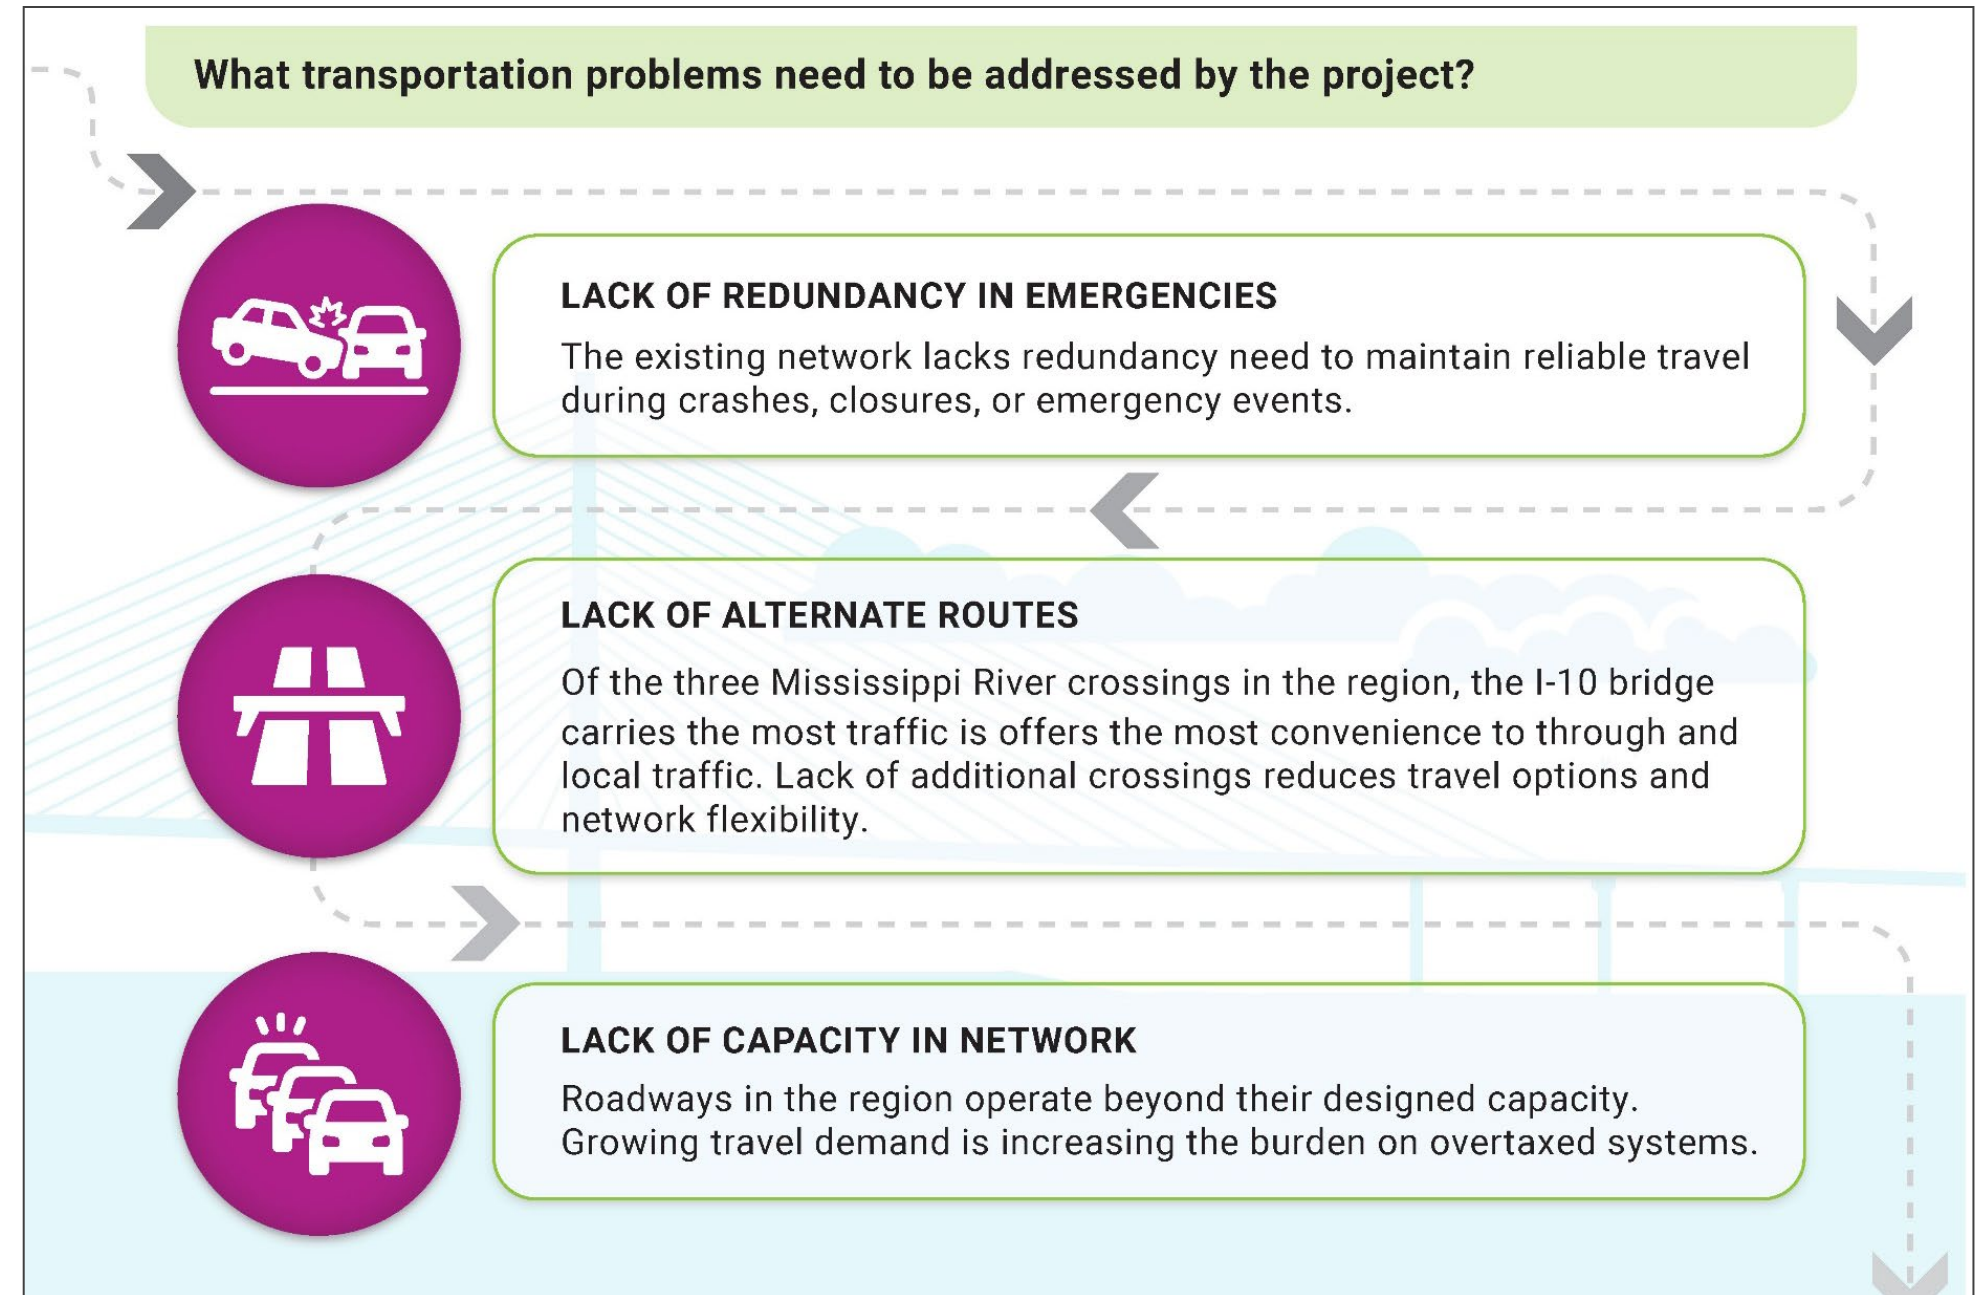 What transportation problems need to be addressed by the project?
LACK OF REDUNDANCY IN EMERGENCIES
The existing network lacks redundancy need to maintain reliable travel
during crashes, closures, or emergency events.
LACK OF ALTERNATE ROUTES
Of the three Mississippi River crossings in the region, the I-10 bridge
carries the most traffic is offers the most convenience to through and
local traffic. Lack of additional crossings reduces travel options and
network flexibility.
LACK OF CAPACITY IN NETWORK
Roadways in the region operate beyond their designed capacity.
Growing travel demand is increasing the burden on overtaxed systems.